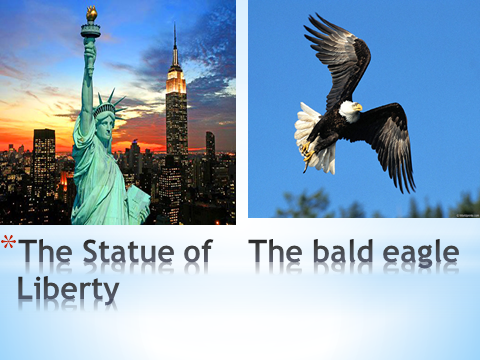 *The Statue of
Liberty
The bald eagle